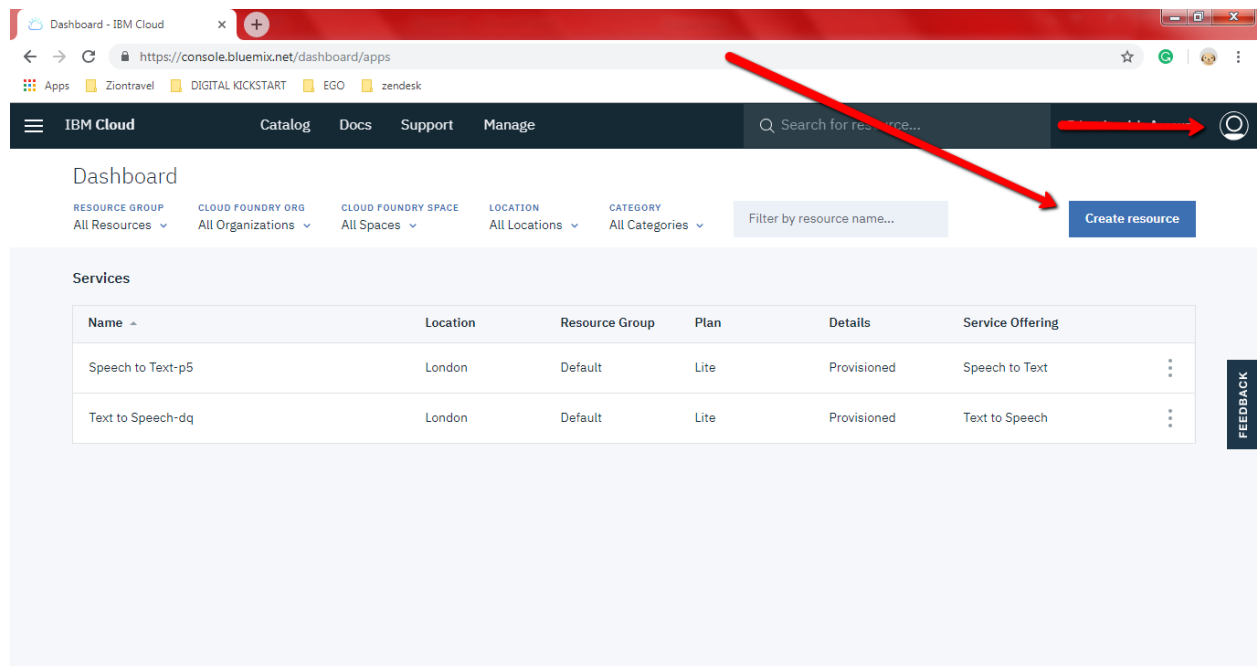 Dashboard - IBM Cloud
https://console.bluemix.net/dashboard/apps
Apps Ziontravel DIGITAL KICKSTART EGO zendesk
IBM Cloud Catalog Docs Support Manage Search for resource...
Dashboard
RESOURCE GROUP CLOUD FOUNDRY ORG CLOUD FOUNDRY SPACE LOCATION CATEGORY
All Resources All Organizations All Spaces All Locations All Categories Filter by resource name... Create resource
Services
Name Location Resource Group Plan Details Service Offering
Speech to Text-p5 London Default Lite Provisioned Speech to Text
Text to Speech-dq London Default Lite Provisioned Text to Speech
FEEDBACK